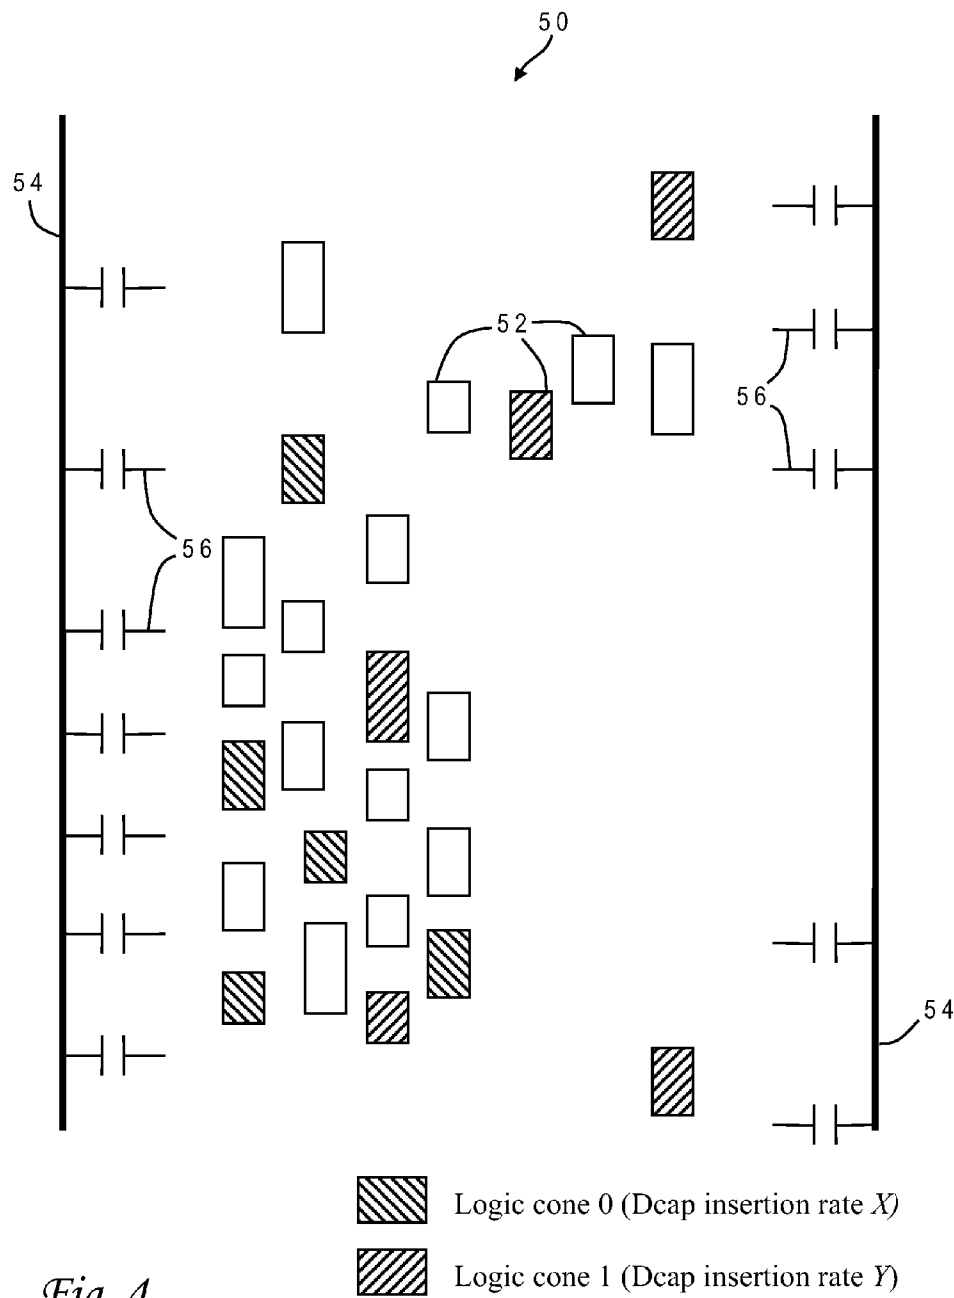 50
54
52
56
56
54
Logic cone 0 (Dcap insertion rate X)
Logic cone 1 (Dcap insertion rate Y)
Fig. 4